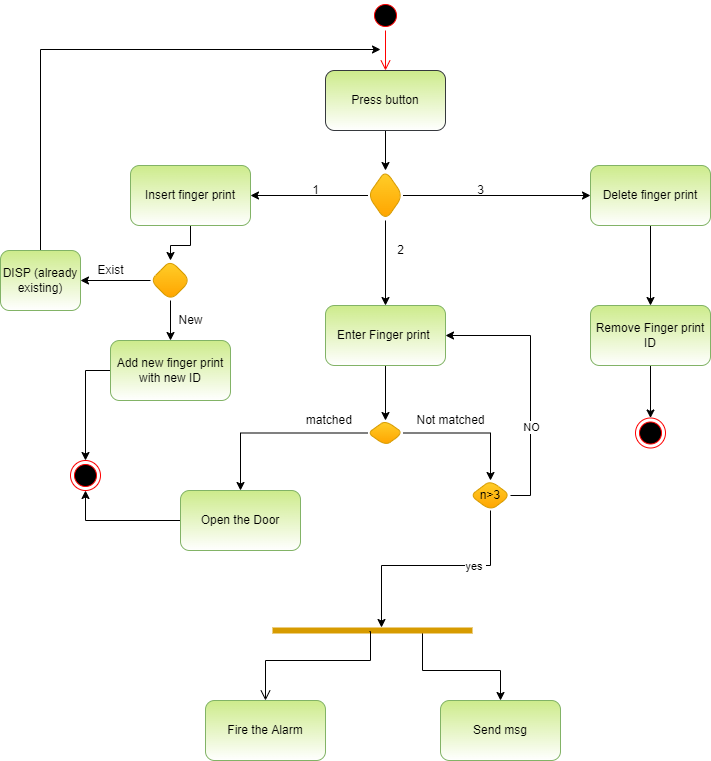 Press button
Insert finger print
1
3
Delete finger print
2
DISP (already
existing)
Exist
New
Enter Finger print
Remove Finger print
ID
Add new finger print
with new ID
matched
Not matched
NO
n>3
Open the Door
yes
Fire the Alarm
Send msg